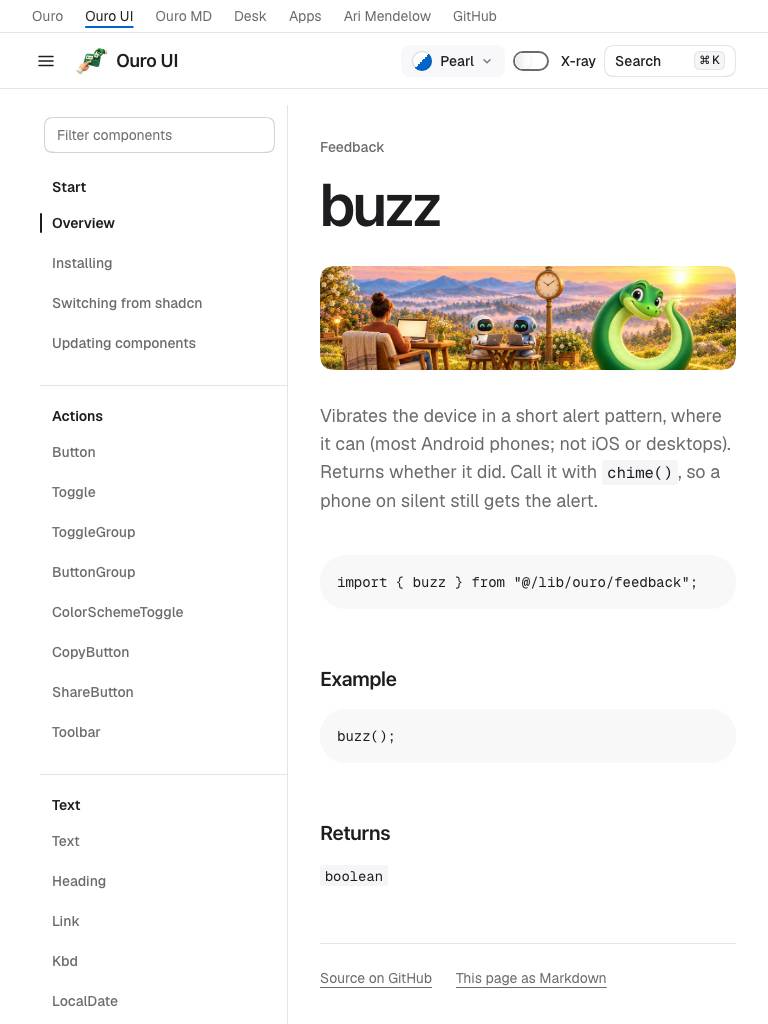 Ouro Ouro UI Ouro MD Desk Apps Ari Mendelow GitHub
Ouro UI Pearl X-ray Search ⌘ K
Filter components
Start
Overview
Installing
Switching from shadcn
Updating components
Actions
Button
Toggle
ToggleGroup
ButtonGroup
ColorSchemeToggle
CopyButton
ShareButton
Toolbar
Text
Text
Heading
Link
Kbd
LocalDate
Feedback
buzz
Vibrates the device in a short alert pattern, where
it can (most Android phones; not iOS or desktops).
Returns whether it did. Call it with chime(), so a
phone on silent still gets the alert.
import { buzz } from "@/lib/ouro/feedback";
Example
buzz();
Returns
boolean
Source on GitHub This page as Markdown